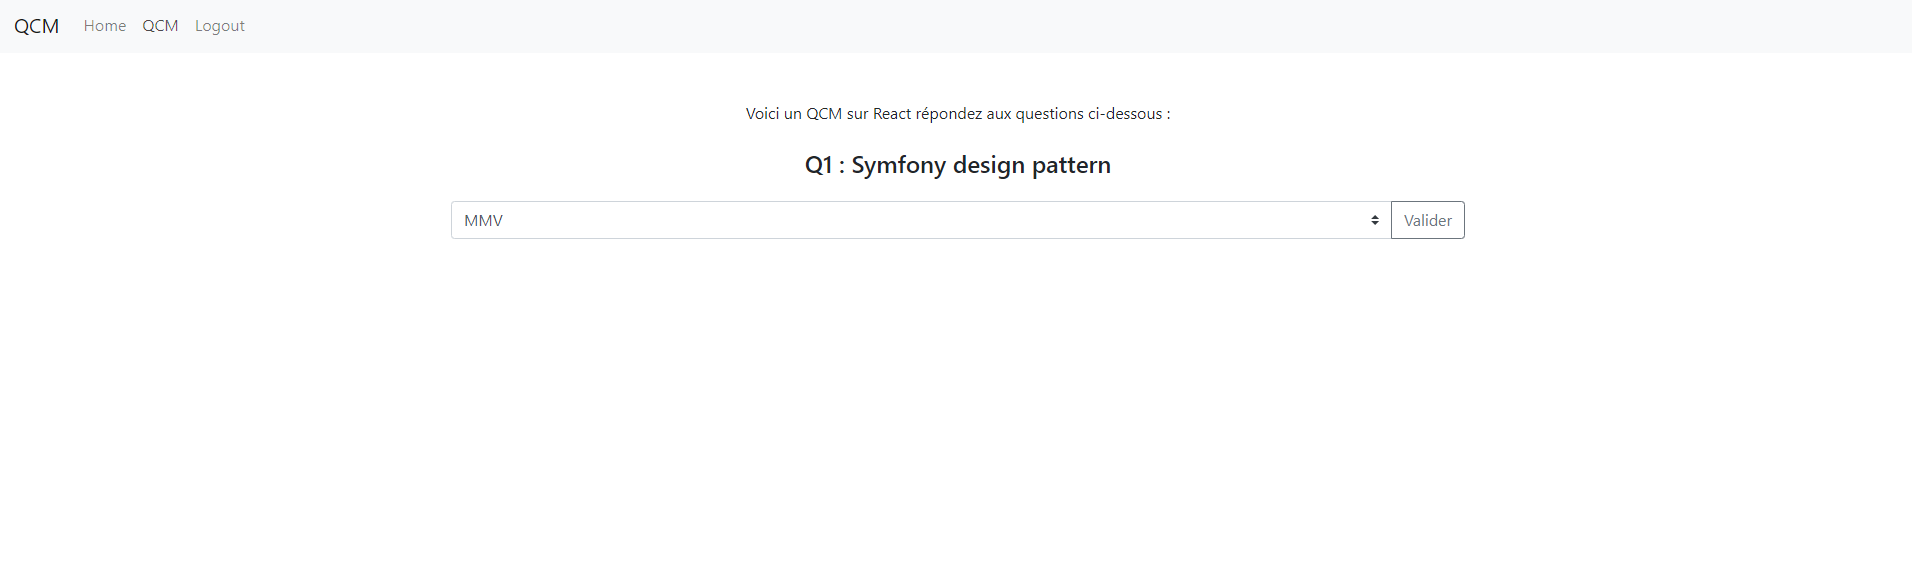 QCM Home QCM Logout
Voici un QCM sur React répondez aux questions ci-dessous :
Q1 : Symfony design pattern
MMV Valider